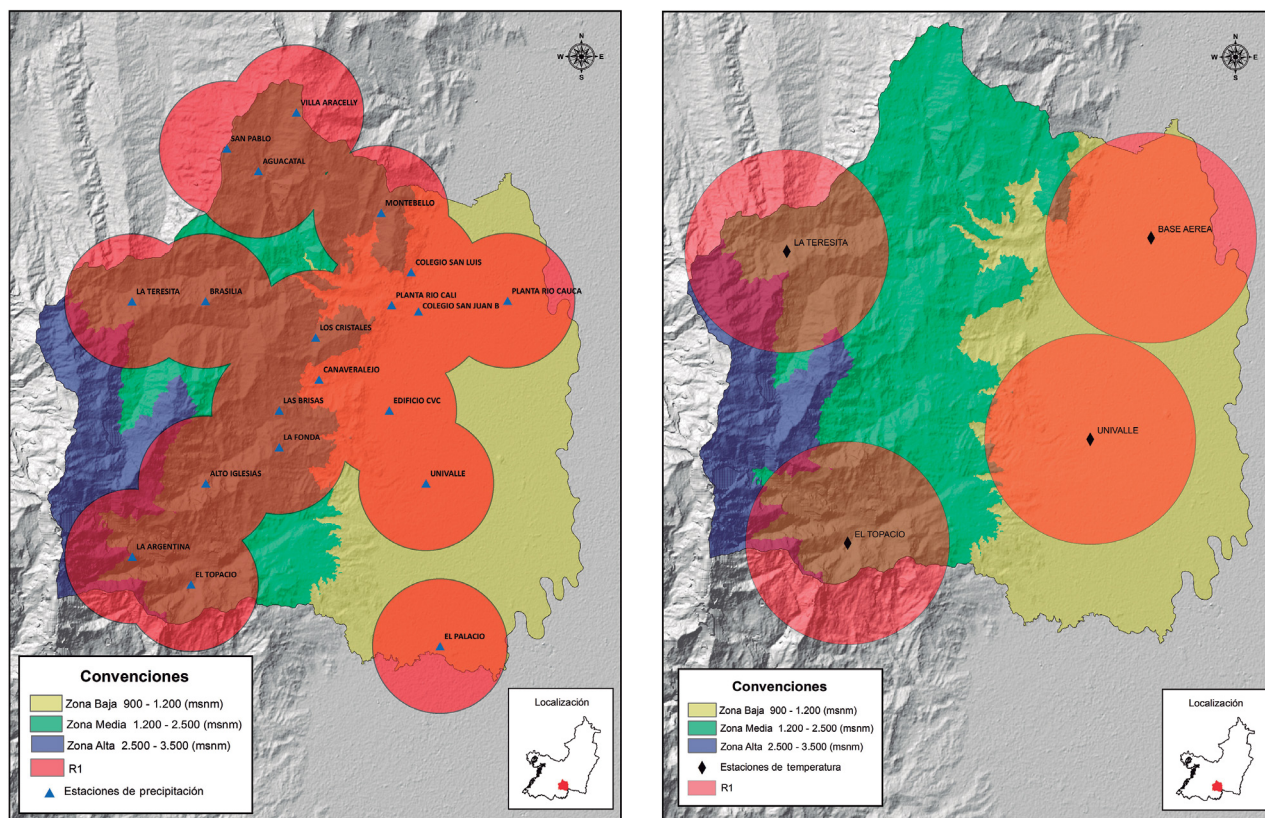 N
W E
S
VILLA ARACELLY
SAN PABLO
AGUACATAL
MONTEBELLO
COLEGIO SAN LUIS
LA TERESITA
BRASILIA
PLANTA RIO CALI
PLANTA RIO CAUCA
COLEGIO SAN JUAN B
LOS CRISTALES
CANAVERALEJO
LAS BRISAS
EDIFICIO CVC
LA FONDA
ALTO IGLESIAS
UNIVALLE
LA ARGENTINA
EL TOPACIO
EL PALACIO
Convenciones
Zona Baja 900 - 1.200 (msnm)
Zona Media 1.200 - 2.500 (msnm)
Zona Alta 2.500 - 3.500 (msnm)
R1
Estaciones de precipitación
Localización
N
W E
S
LA TERESITA
BASE AEREA
UNIVALLE
EL TOPACIO
Convenciones
Zona Baja 900 - 1.200 (msnm)
Zona Media 1.200 - 2.500 (msnm)
Zona Alta 2.500 - 3.500 (msnm)
Estaciones de temperatura
R1
Localización